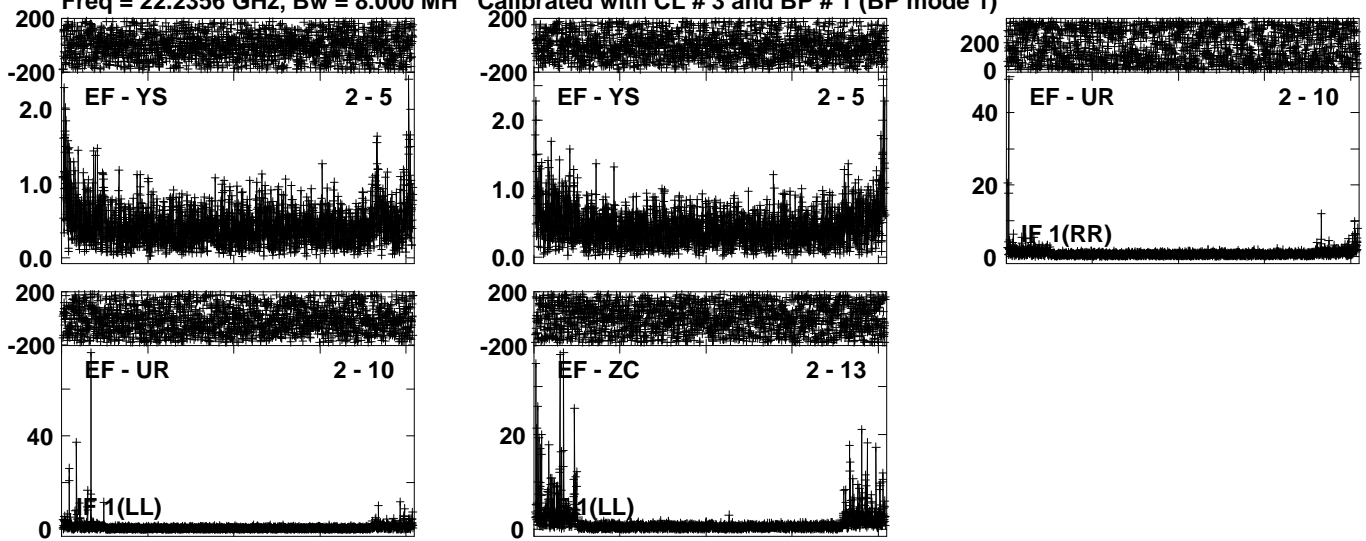 Freq = 22.2356 GHz, Bw = 8.000 MH Calibrated with CL # 3 and BP # 1 (BP mode 1)
200
-200
EF - YS 2 - 5
2.0
1.0
0.0
200
-200
EF - YS 2 - 5
2.0
1.0
0.0
200
0
EF - UR 2 - 10
40
20
0
IF 1(RR)
200
-200
EF - UR 2 - 10
40
0
IF 1(LL)
200
-200
EF - ZC 2 - 13
20
0
1(LL)